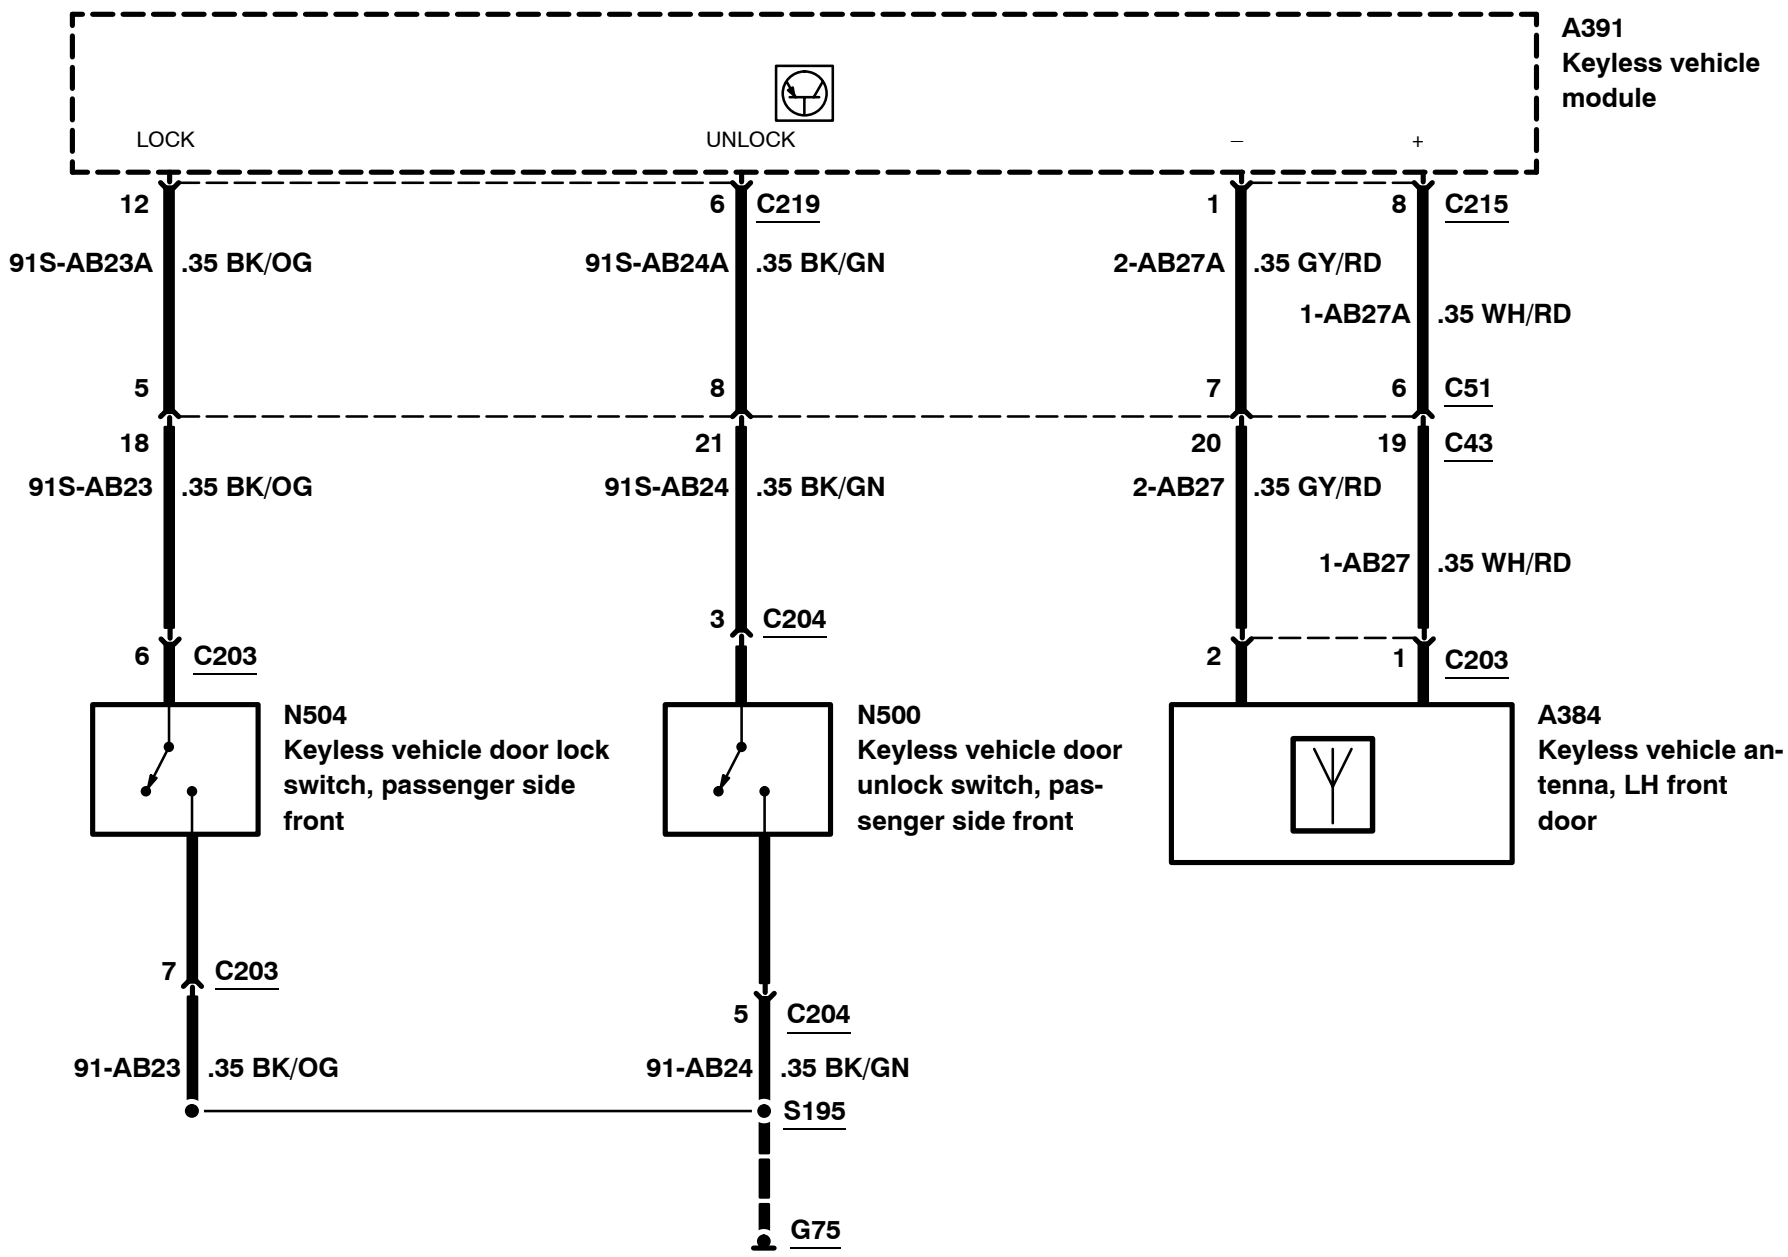 A391
Keyless vehicle
module
LOCK
UNLOCK
–
+
12
6
C219
1
8
C215
91S-AB23A
.35 BK/OG
91S-AB24A
.35 BK/GN
2-AB27A
.35 GY/RD
1-AB27A
.35 WH/RD
5
8
7
6
C51
18
21
20
19
C43
91S-AB23
.35 BK/OG
91S-AB24
.35 BK/GN
2-AB27
.35 GY/RD
1-AB27
.35 WH/RD
3
C204
6
C203
2
1
C203
N504
Keyless vehicle door lock
switch, passenger side
front
N500
Keyless vehicle door
unlock switch, pas-
senger side front
A384
Keyless vehicle an-
tenna, LH front
door
7
C203
5
C204
91-AB23
.35 BK/OG
91-AB24
.35 BK/GN
S195
G75